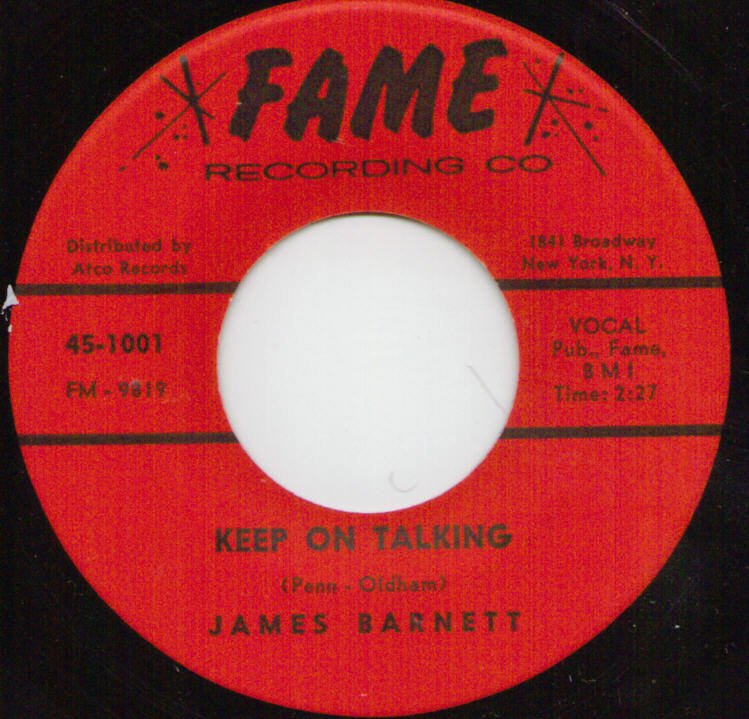 FAME
RECORDING CO
Distributed by
Atco Records
1841 Broadway
New York, N. Y.
45-1001
FM - 9819
VOCAL
Pub., Fame,
B M I
Time: 2:27
KEEP ON TALKING
(Penn - Oldham)
JAMES BARNETT